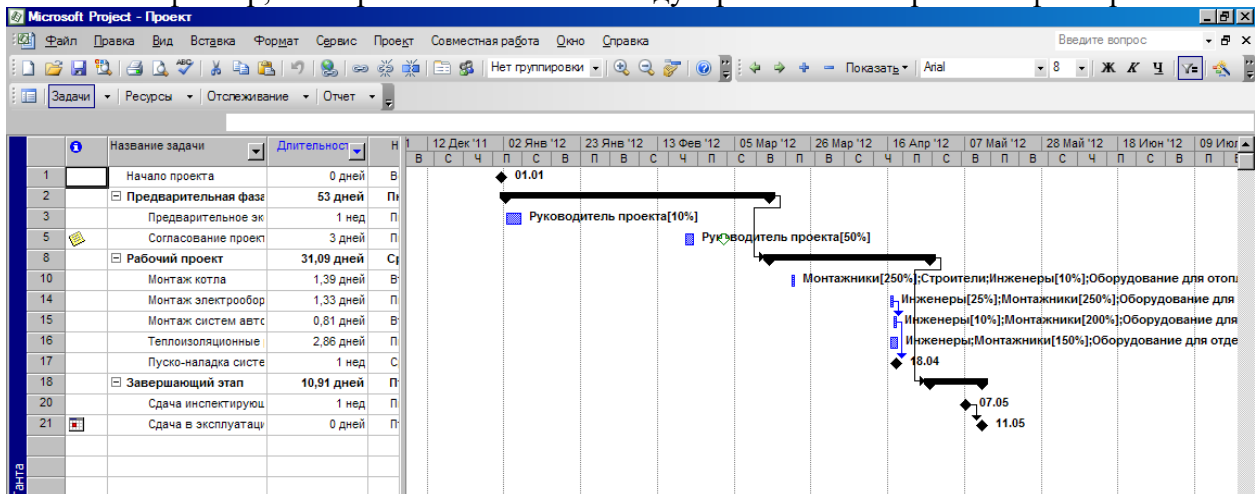 Microsoft Project - Проект
Файл Правка Вид Вставка Формат Сервис Проект Совместная работа Окно Справка Введите вопрос
Нет группировки Показать Arial 8 Ж К Ч
Задачи Ресурсы Отслеживание Отчет
Название задачи Длительност Н 1 12 Дек '11 02 Янв '12 23 Янв '12 13 Фев '12 05 Мар '12 26 Мар '12 16 Апр '12 07 Май '12 28 Май '12 18 Июн '12 09 Июл
В С Ч П С В П В С Ч П С В П В С Ч П С В П В С Ч П С В П В
1 Начало проекта 0 дней В 01.01
2 Предварительная фаза 53 дней Пн
3 Предварительное эк 1 нед П Руководитель проекта[10%]
5 Согласование проект 3 дней П Руководитель проекта[50%]
8 Рабочий проект 31,09 дней Ср
10 Монтаж котла 1,39 дней В Монтажники[250%];Строители;Инженеры[10%];Оборудование для отопл
14 Монтаж электрообор 1,33 дней П Инженеры[25%];Монтажники[250%];Оборудование для
15 Монтаж систем авто 0,81 дней В Инженеры[10%];Монтажники[200%];Оборудование для
16 Теплоизоляционные 2,86 дней П Инженеры;Монтажники[150%];Оборудование для отде
17 Пуско-наладка систе 1 нед С 18.04
18 Завершающий этап 10,91 дней П
20 Сдача инспектирующ 1 нед П 07.05
21 Сдача в эксплуатаци 0 дней П 11.05
Ганта